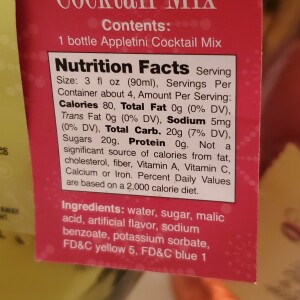 Cocktail Mix
Contents:
1 bottle Appletini Cocktail Mix
Nutrition Facts Serving
Size: 3 fl oz (90ml), Servings Per
Container about 4, Amount Per Serving:
Calories 80, Total Fat 0g (0% DV),
Trans Fat 0g (0% DV), Sodium 5mg
(0% DV), Total Carb. 20g (7% DV),
Sugars 20g, Protein 0g. Not a
significant source of calories from fat,
cholesterol, fiber, Vitamin A, Vitamin C,
Calcium or Iron. Percent Daily Values
are based on a 2,000 calorie diet.
Ingredients: water, sugar, malic
acid, artificial flavor, sodium
benzoate, potassium sorbate,
FD&C yellow 5, FD&C blue 1